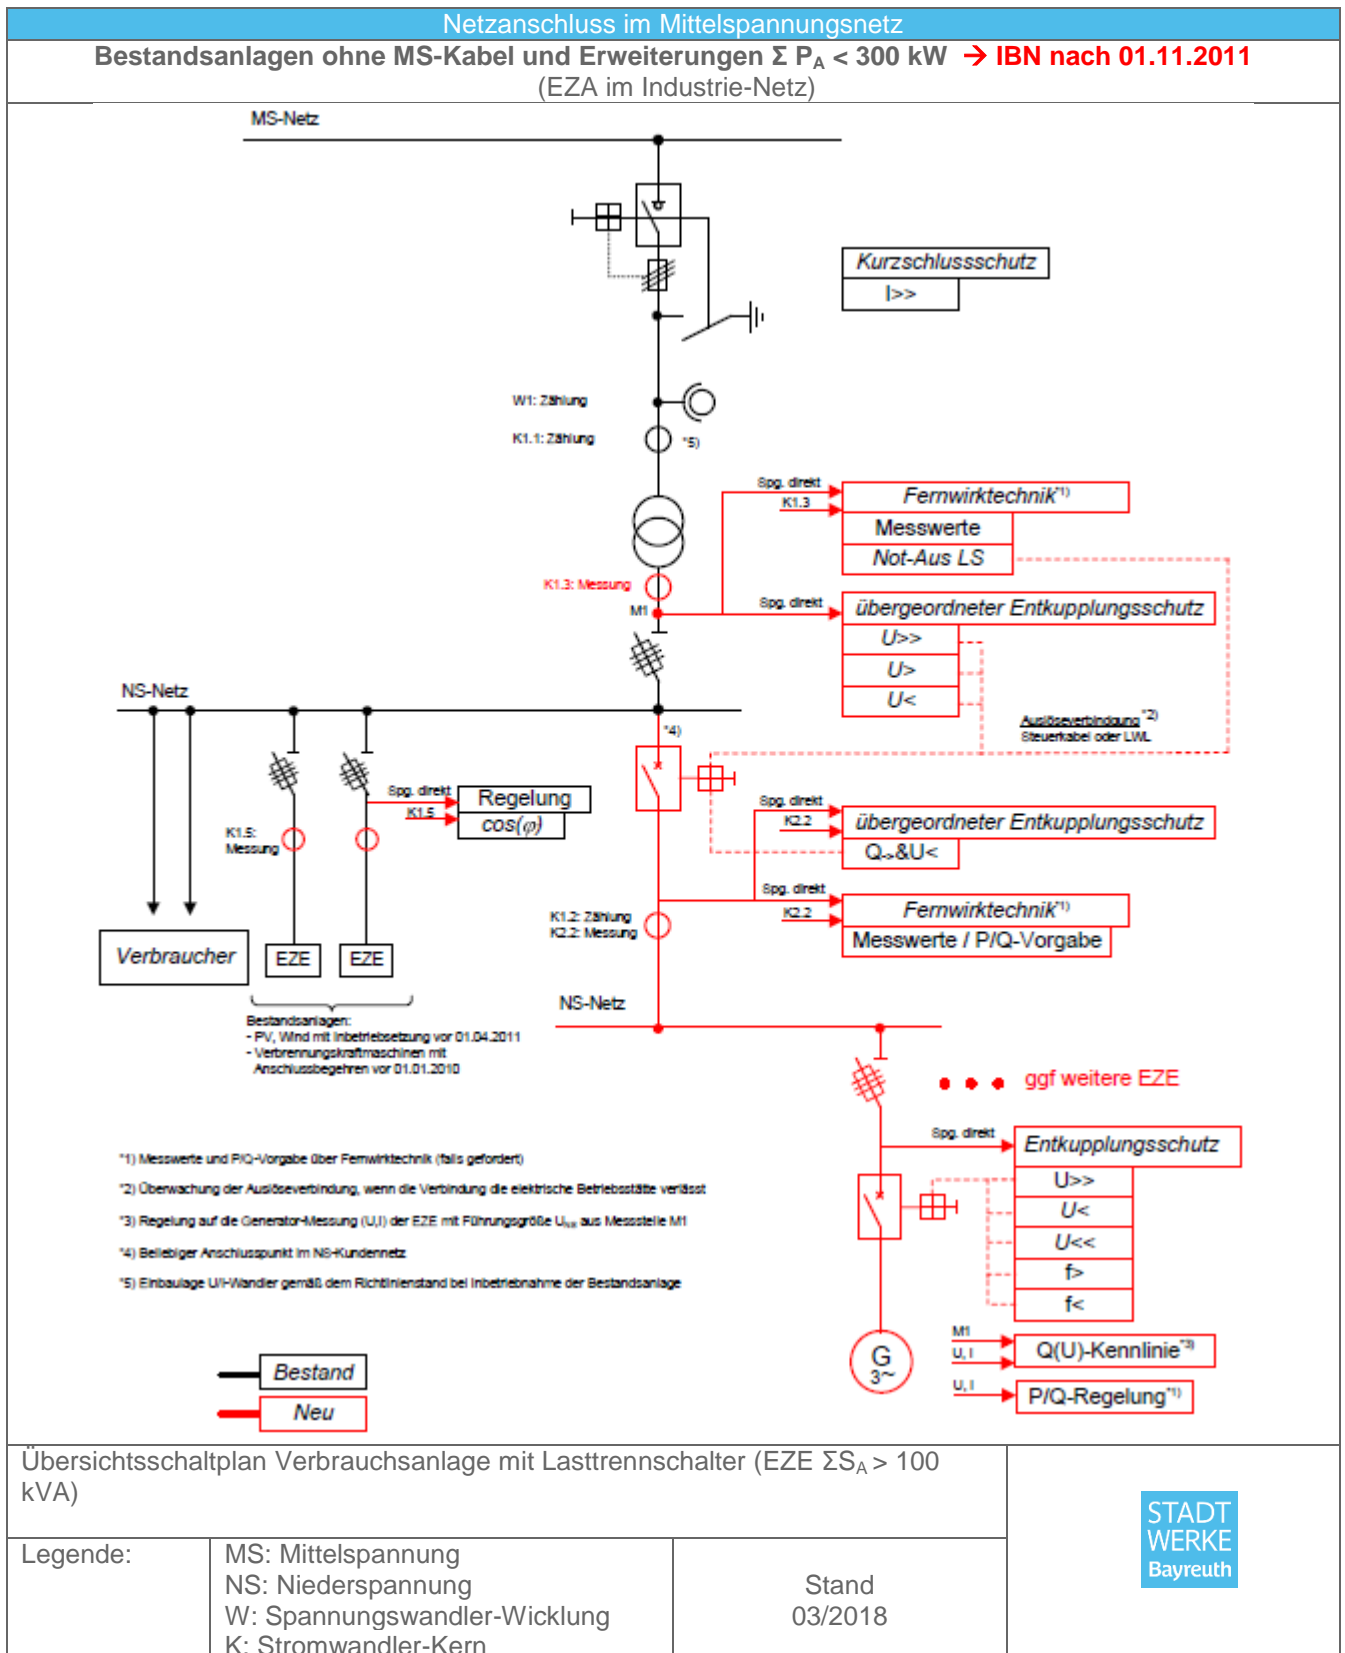 Netzanschluss im Mittelspannungsnetz
Bestandsanlagen ohne MS-Kabel und Erweiterungen Σ PA < 300 kW → IBN nach 01.11.2011
(EZA im Industrie-Netz)
MS-Netz
Kurzschlussschutz
I>>
W1: Zählung
K1.1: Zählung
*5)
Spg. direkt
K1.3
Fernwirktechnik*1)
Messwerte
Not-Aus LS
K1.3: Messung
M1
Spg. direkt
übergeordneter Entkupplungsschutz
U>>
U>
U<
Auslöseverbindung *2)
Steuerkabel oder LWL
NS-Netz
*4)
Spg. direkt
K1.5
Regelung
cos(φ)
K1.5:
Messung
Spg. direkt
K2.2
übergeordneter Entkupplungsschutz
Q->&U<
Spg. direkt
K2.2
Fernwirktechnik*1)
Messwerte / P/Q-Vorgabe
K1.2: Zählung
K2.2: Messung
Verbraucher
EZE
EZE
NS-Netz
Bestandsanlagen:
- PV, Wind mit Inbetriebsetzung vor 01.04.2011
- Verbrennungskraftmaschinen mit
Anschlussbegehren vor 01.01.2010
ggf weitere EZE
Spg. direkt
Entkupplungsschutz
U>>
U<
U<<
f>
f<
*1) Messwerte und P/Q-Vorgabe über Fernwirktechnik (falls gefordert)
*2) Überwachung der Auslöseverbindung, wenn die Verbindung die elektrische Betriebsstätte verlässt
*3) Regelung auf die Generator-Messung (U,I) der EZE mit Führungsgröße UNS aus Messstelle M1
*4) Beliebiger Anschlusspunkt im NS-Kundennetz
*5) Einbaulage U/I-Wandler gemäß dem Richtlinienstand bei Inbetriebnahme der Bestandsanlage
G
3~
M1
U, I
Q(U)-Kennlinie*3)
U, I
P/Q-Regelung*1)
Bestand
Neu
Übersichtsschaltplan Verbrauchsanlage mit Lasttrennschalter (EZE ΣSA > 100
kVA)
STADT
WERKE
Bayreuth
Legende:
MS: Mittelspannung
NS: Niederspannung
W: Spannungswandler-Wicklung
K: Stromwandler-Kern
Stand
03/2018